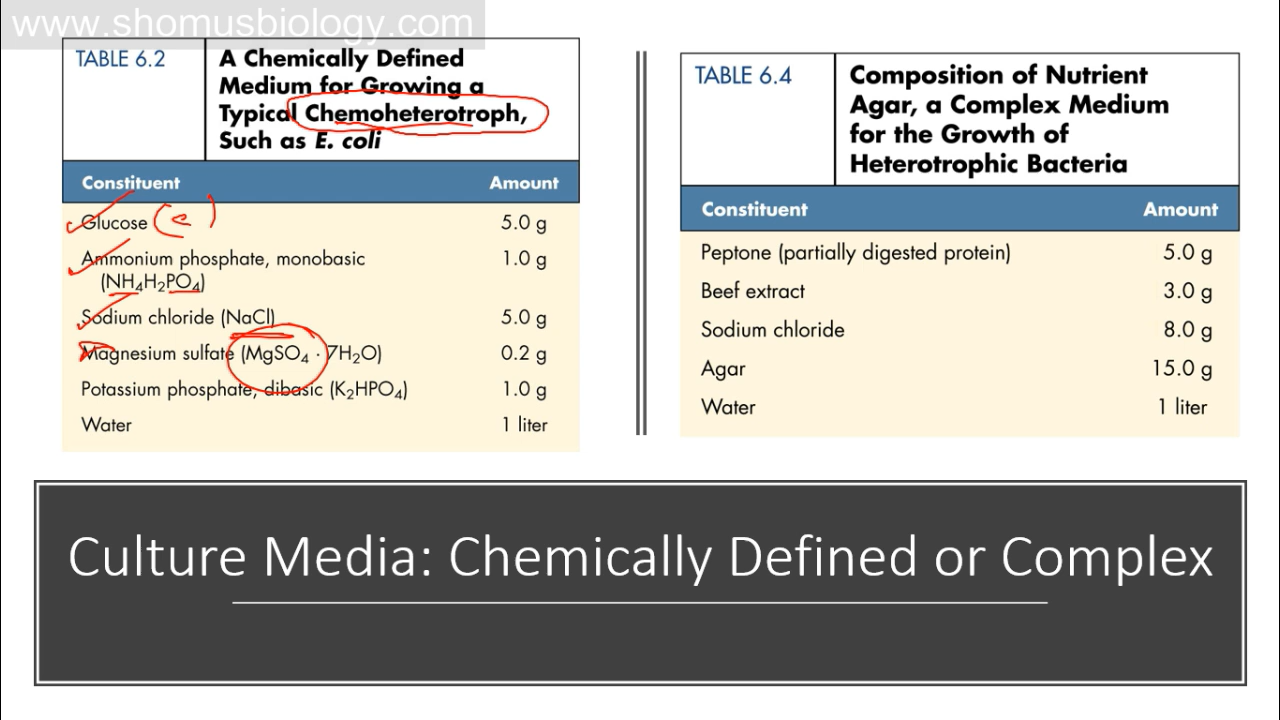 www.shomusbiology.com
TABLE 6.2
A Chemically Defined
Medium for Growing a
Typical Chemoheterotroph,
Such as E. coli
Constituent Amount
Glucose (c) 5.0 g
Ammonium phosphate, monobasic 1.0 g
(NH₄H₂PO₄)
Sodium chloride (NaCl) 5.0 g
Magnesium sulfate (MgSO₄ · 7H₂O) 0.2 g
Potassium phosphate, dibasic (K₂HPO₄) 1.0 g
Water 1 liter
TABLE 6.4
Composition of Nutrient
Agar, a Complex Medium
for the Growth of
Heterotrophic Bacteria
Constituent Amount
Peptone (partially digested protein) 5.0 g
Beef extract 3.0 g
Sodium chloride 8.0 g
Agar 15.0 g
Water 1 liter
Culture Media: Chemically Defined or Complex